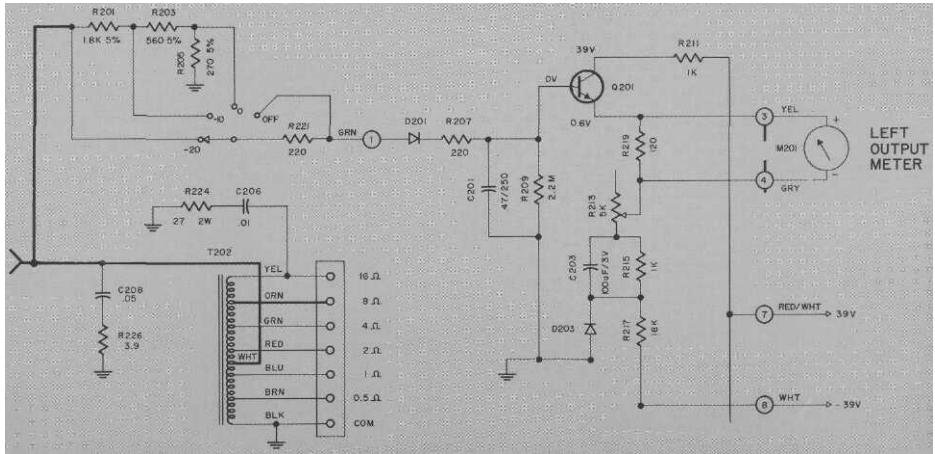 R201
1.8K 5%
R203
560 5%
R205
270 5%
-10
0
OFF
-20
R221
220
GRN
1
D201
R207
220
C201
.47/250
R209
2.2 M
0V
39V
Q201
0.6V
R211
1K
R219
120
3
YEL
+
M201
-
4
GRY
LEFT
OUTPUT
METER
R213
5K
C203
100uF/3V
R215
1K
D203
R217
18K
7
RED/WHT
39V
8
WHT
-39V
R224
27 2W
C206
.01
T202
C208
.05
R226
3.9
YEL
16 Ω
ORN
8 Ω
GRN
4 Ω
RED
2 Ω
WHT
BLU
1 Ω
BRN
0.5 Ω
BLK
COM